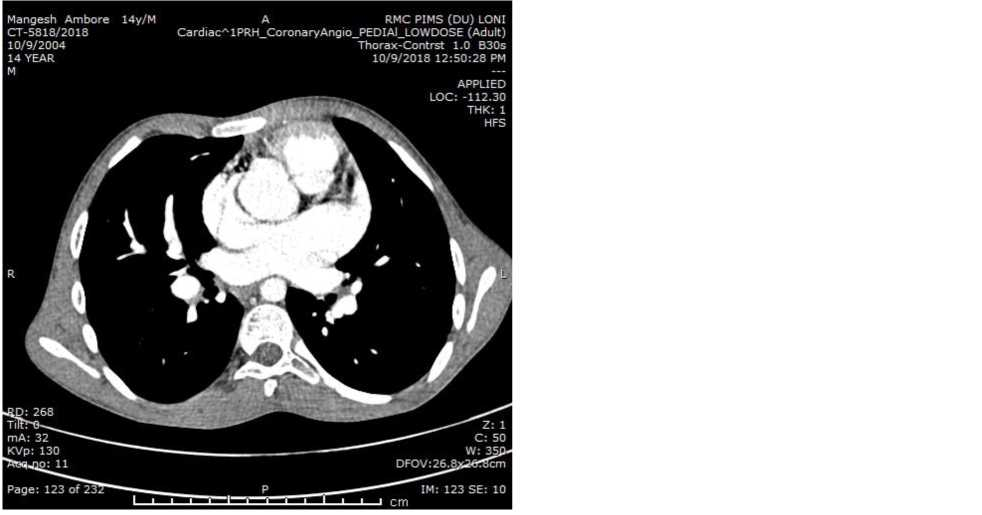 Mangesh Ambore 14y/M
CT-5818/2018
10/9/2004
14 YEAR
M
A
RMC PIMS (DU) LONI
Cardiac^1PRH_CoronaryAngio_PEDIAl_LOWDOSE (Adult)
Thorax-Contrst 1.0 B30s
10/9/2018 12:50:28 PM
---
APPLIED
LOC: -112.30
THK: 1
HFS
R
L
RD: 268
Tilt: 0
mA: 32
KVp: 130
Acq no: 11
Page: 123 of 232
P
cm
Z: 1
C: 50
W: 350
DFOV:26.8x26.8cm
IM: 123 SE: 10